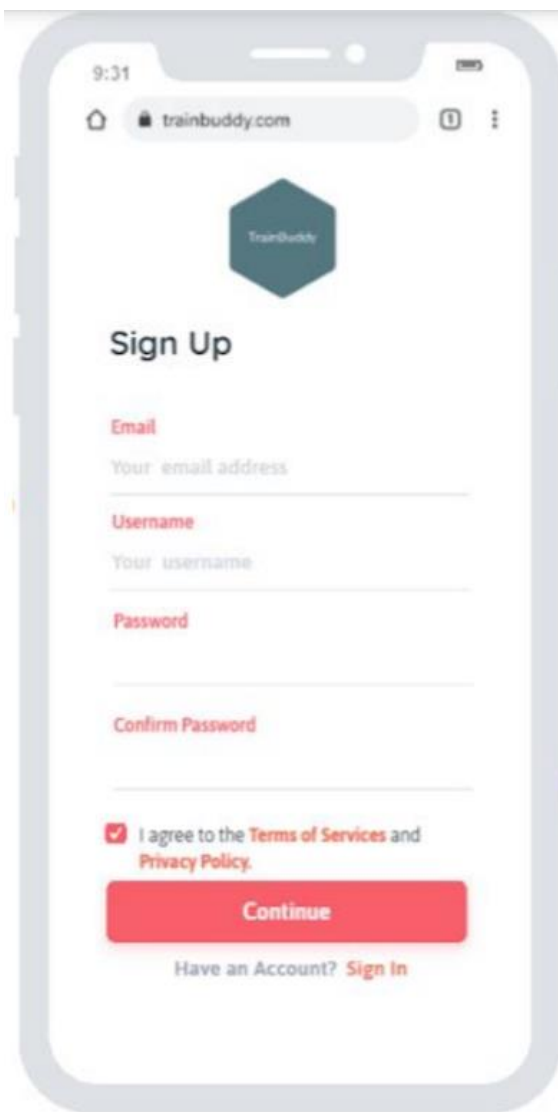 9:31
trainbuddy.com
1
TrainBuddy
Sign Up
Email
Your email address
Username
Your username
Password
Confirm Password
I agree to the Terms of Services and
Privacy Policy.
Continue
Have an Account? Sign In